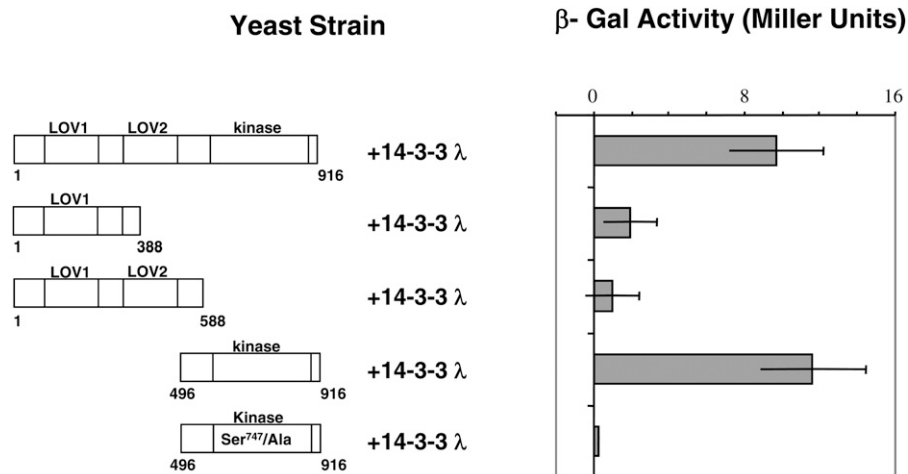 Yeast Strain
β- Gal Activity (Miller Units)
0 8 16
LOV1 LOV2 kinase
+14-3-3 λ
1 916
LOV1
+14-3-3 λ
1 388
LOV1 LOV2
+14-3-3 λ
1 588
kinase
+14-3-3 λ
496 916
Kinase
Ser⁷⁴⁷/Ala
+14-3-3 λ
496 916